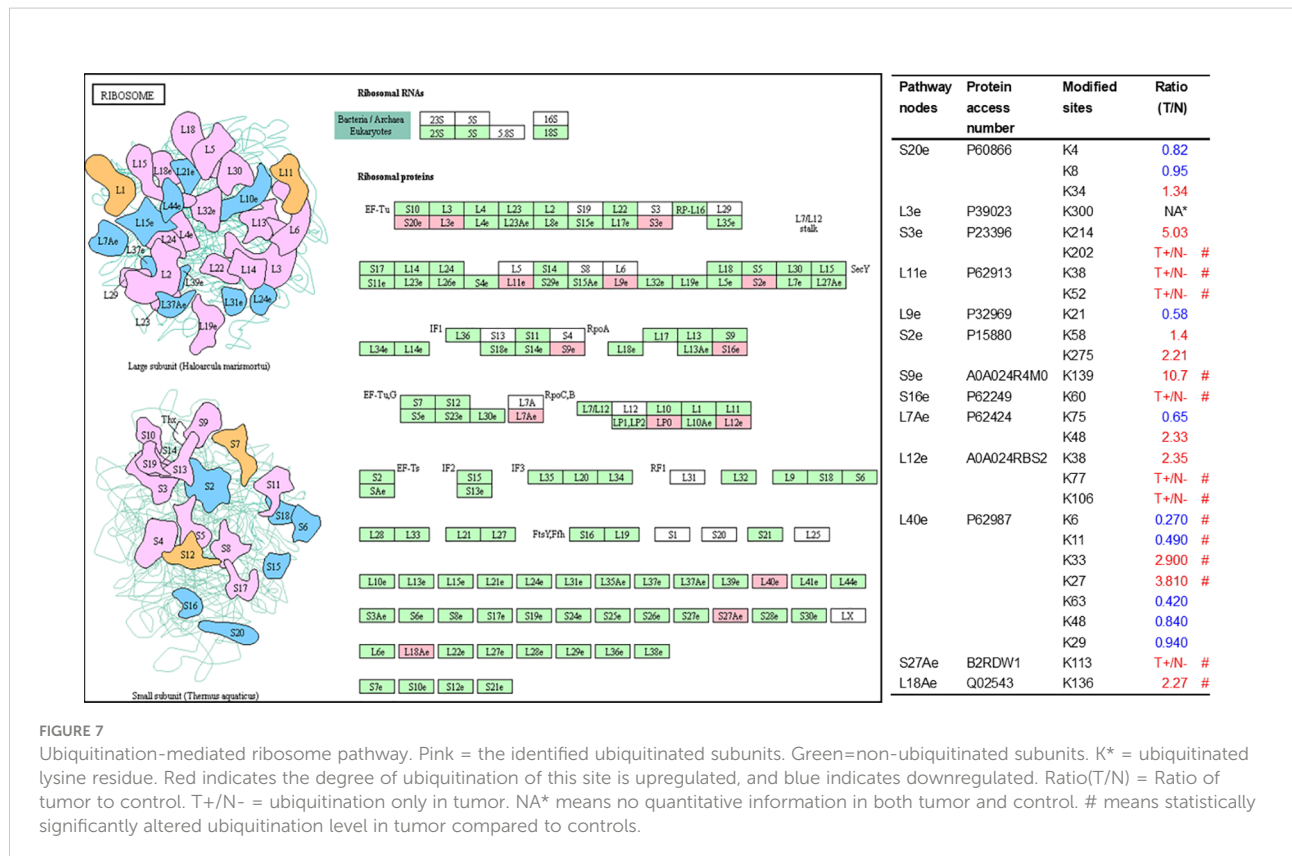 RIBOSOME
L18
L5
L15
L18e
L21e
L30
L11
L1
L44e
L10e
L32e
L15e
L13
L6
L7Ae
L24
L4e
L37e
L2
L22
L14
L3
L39e
L29
L37Ae
L31e
L24e
L23
L19e
Large subunit (Haloarcula marismortui)
S9
Thx
S10
S14
S7
S19
S13
S3
S2
S11
S18
S6
S4
S5
S12
S8
S15
S17
S16
S20
Small subunit (Thermus aquaticus)
Ribosomal RNAs
Bacteria / Archaea 23S 5S 16S
Eukaryotes 25S 5S 5.8S 18S
Ribosomal proteins
EF-Tu S10 L3 L4 L23 L2 S19 L22 S3 RP-L16 L29
S20e L3e L4e L23Ae L8e S15e L17e S3e L35e
L7/L12
stalk
S17 L14 L24 L5 S14 S8 L6 L18 S5 L30 L15 SecY
S11e L23e L26e S4e L11e S29e S15Ae L9e L32e L19e L5e S2e L7e L27Ae
IF1 L36 S13 S11 S4 RpoA L17 L13 S9
L34e L14e S18e S14e S9e L18e L13Ae S16e
EF-Tu,G S7 S12 L7A RpoC,B L7/L12 L12 L10 L1 L11
S5e S23e L30e L7Ae LP1,LP2 LP0 L10Ae L12e
S2 EF-Ts IF2 S15 IF3 L35 L20 L34 RF1 L31 L32 L9 S18 S6
SAe S13e
L28 L33 L21 L27 FtsY,Ffh S16 L19 S1 S20 S21 L25
L10e L13e L15e L21e L24e L31e L35Ae L37e L37Ae L39e L40e L41e L44e
S3Ae S6e S8e S17e S19e S24e S25e S26e S27e S27Ae S28e S30e LX
L6e L18Ae L22e L27e L28e L29e L36e L38e
S7e S10e S12e S21e
Pathway Protein Modified Ratio
nodes access sites (T/N)
number
S20e P60866 K4 0.82
K8 0.95
K34 1.34
L3e P39023 K300 NA*
S3e P23396 K214 5.03
K202 T+/N- #
L11e P62913 K38 T+/N- #
K52 T+/N- #
L9e P32969 K21 0.58
S2e P15880 K58 1.4
K275 2.21
S9e A0A024R4M0 K139 10.7 #
S16e P62249 K60 T+/N- #
L7Ae P62424 K75 0.65
K48 2.33
L12e A0A024RBS2 K38 2.35
K77 T+/N- #
K106 T+/N- #
L40e P62987 K6 0.270 #
K11 0.490 #
K33 2.900 #
K27 3.810 #
K63 0.420
K48 0.840
K29 0.940
S27Ae B2RDW1 K113 T+/N- #
L18Ae Q02543 K136 2.27 #
FIGURE 7
Ubiquitination-mediated ribosome pathway. Pink = the identified ubiquitinated subunits. Green=non-ubiquitinated subunits. K* = ubiquitinated
lysine residue. Red indicates the degree of ubiquitination of this site is upregulated, and blue indicates downregulated. Ratio(T/N) = Ratio of
tumor to control. T+/N- = ubiquitination only in tumor. NA* means no quantitative information in both tumor and control. # means statistically
significantly altered ubiquitination level in tumor compared to controls.